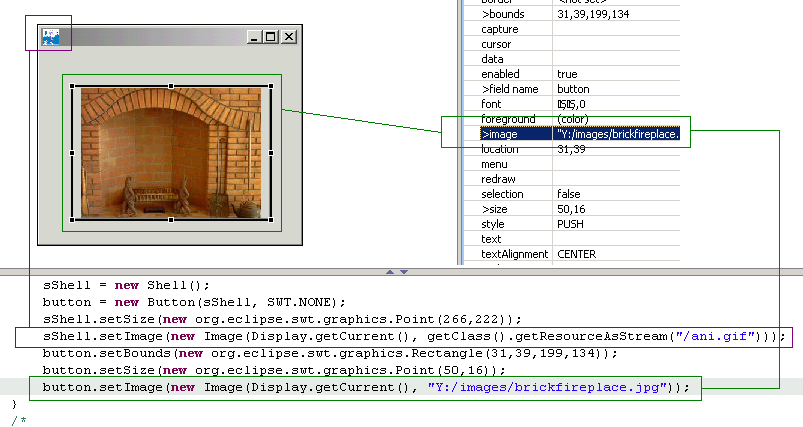 >bounds 31,39,199,134
capture
cursor
data
enabled true
>field name button
font
foreground (color)
>image "Y:/images/brickfireplace.
location 31,39
menu
redraw
selection false
>size 50,16
style PUSH
text
textAlignment CENTER
sShell = new Shell();
button = new Button(sShell, SWT.NONE);
sShell.setSize(new org.eclipse.swt.graphics.Point(266,222));
sShell.setImage(new Image(Display.getCurrent(), getClass().getResourceAsStream("/ani.gif")));
button.setBounds(new org.eclipse.swt.graphics.Rectangle(31,39,199,134));
button.setSize(new org.eclipse.swt.graphics.Point(50,16));
button.setImage(new Image(Display.getCurrent(), "Y:/images/brickfireplace.jpg"));
}
/*